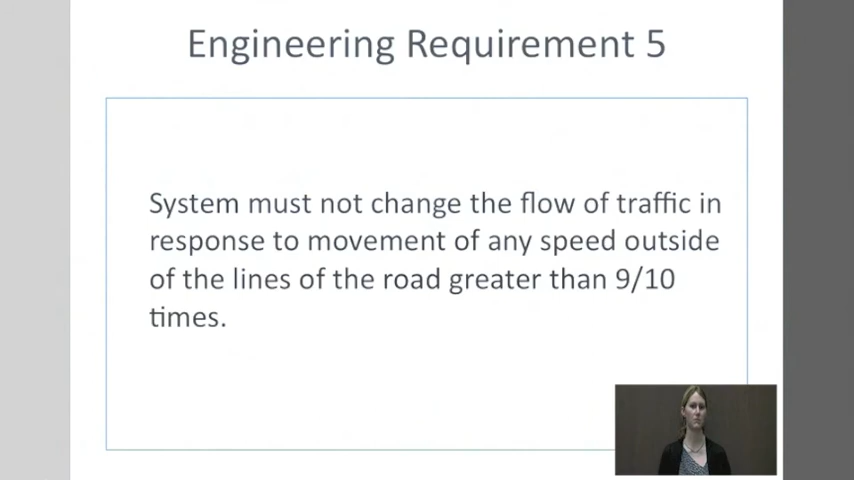 Engineering Requirement 5
System must not change the flow of traffic in
response to movement of any speed outside
of the lines of the road greater than 9/10
times.